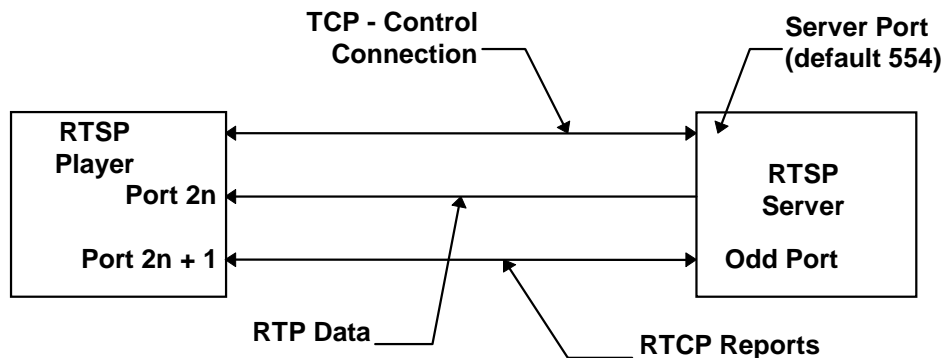 TCP - Control
Connection
Server Port
(default 554)
RTSP
Player
Port 2n
Port 2n + 1
RTSP
Server
Odd Port
RTP Data
RTCP Reports